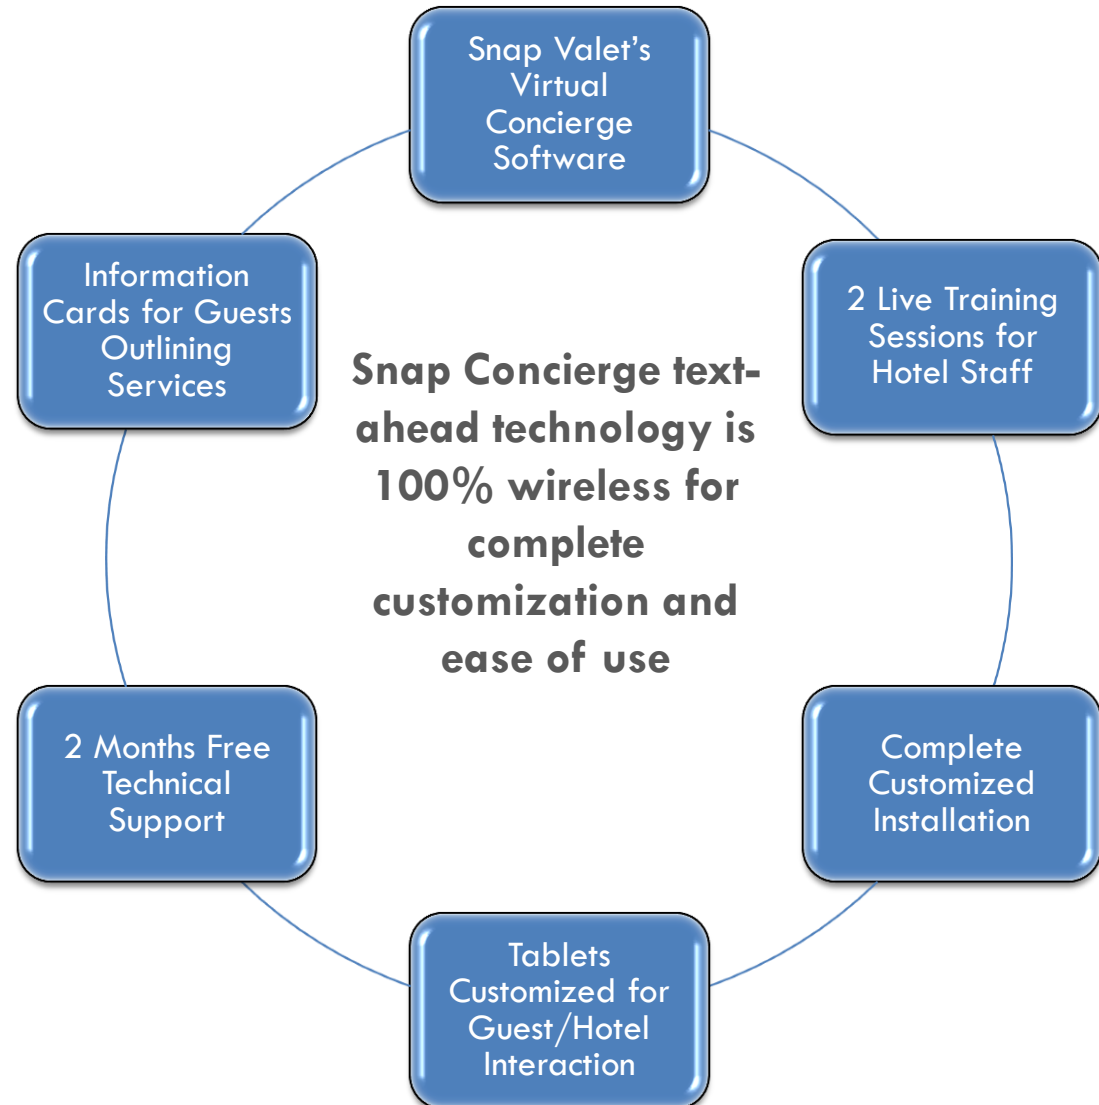 Snap Valet’s
Virtual
Concierge
Software
Information
Cards for Guests
Outlining
Services
2 Live Training
Sessions for
Hotel Staff
Snap Concierge text-
ahead technology is
100% wireless for
complete
customization and
ease of use
2 Months Free
Technical
Support
Complete
Customized
Installation
Tablets
Customized for
Guest/Hotel
Interaction